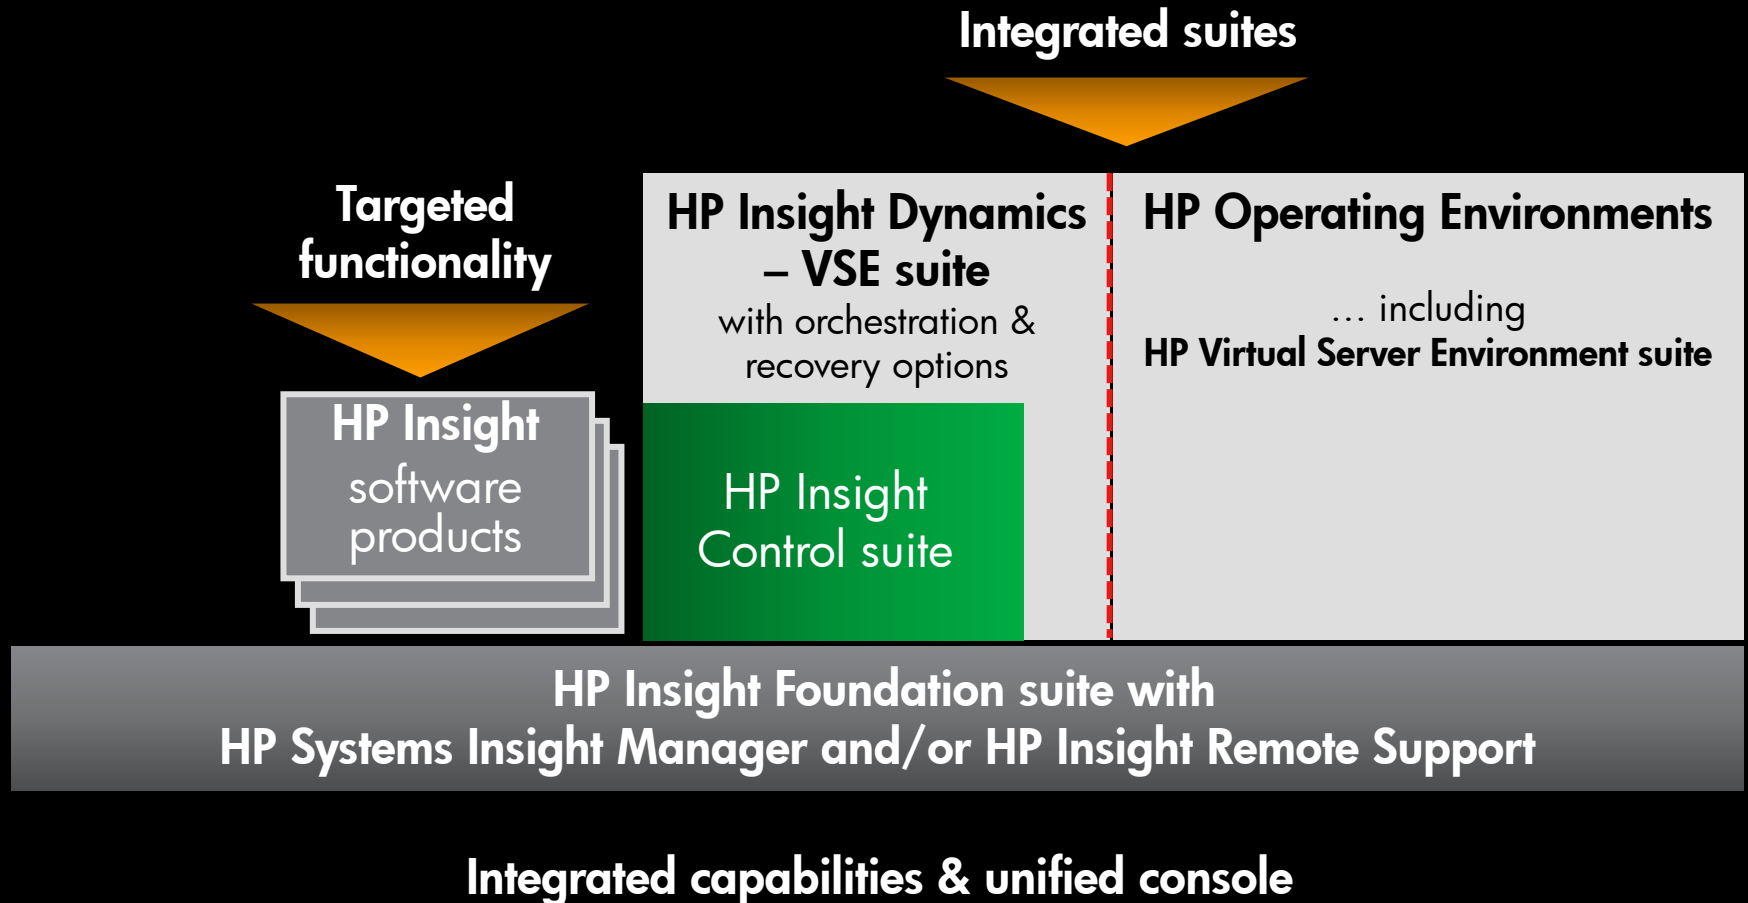 Integrated suites
Targeted
functionality
HP Insight
software
products
HP Insight Dynamics
– VSE suite
with orchestration &
recovery options
HP Insight
Control suite
HP Operating Environments
... including
HP Virtual Server Environment suite
HP Insight Foundation suite with
HP Systems Insight Manager and/or HP Insight Remote Support
Integrated capabilities & unified console